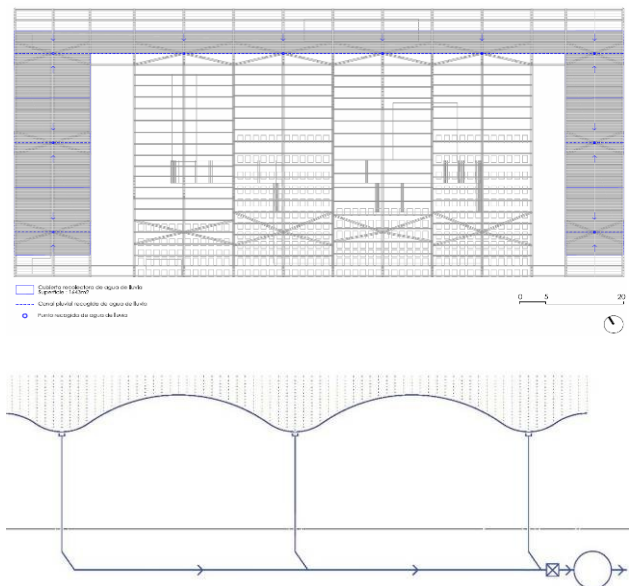 Cubierta recolectora de agua de lluvia
Superficie : 1643m2
Canal pluvial recogida de agua de lluvia
Punto recogida de agua de lluvia
0 5 20